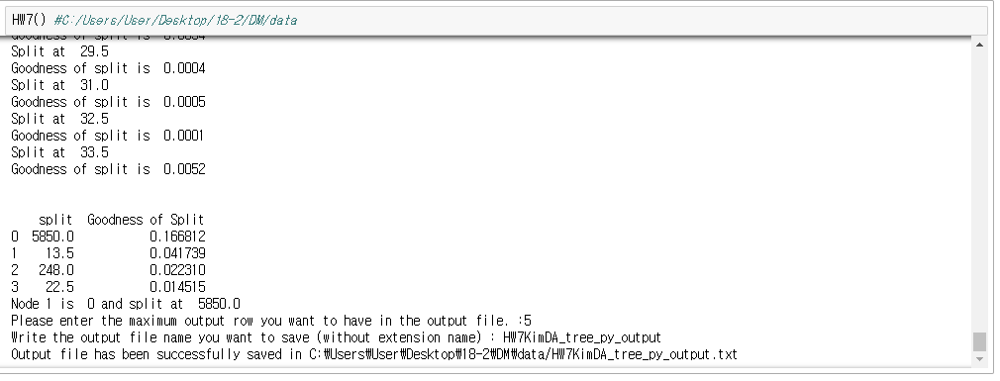 HW7() #C:/Users/User/Desktop/18-2/DM/data
Goodness of split is 0.0004
Split at 29.5
Goodness of split is 0.0004
Split at 31.0
Goodness of split is 0.0005
Split at 32.5
Goodness of split is 0.0001
Split at 33.5
Goodness of split is 0.0052
split Goodness of Split
0 5850.0 0.166812
1 13.5 0.041739
2 248.0 0.022310
3 22.5 0.014515
Node 1 is 0 and split at 5850.0
Please enter the maximum output row you want to have in the output file. :5
Write the output file name you want to save (without extension name) : HW7KimDA_tree_py_output
Output file has been successfully saved in C:₩Users₩User₩Desktop₩18-2₩DM₩data/HW7KimDA_tree_py_output.txt